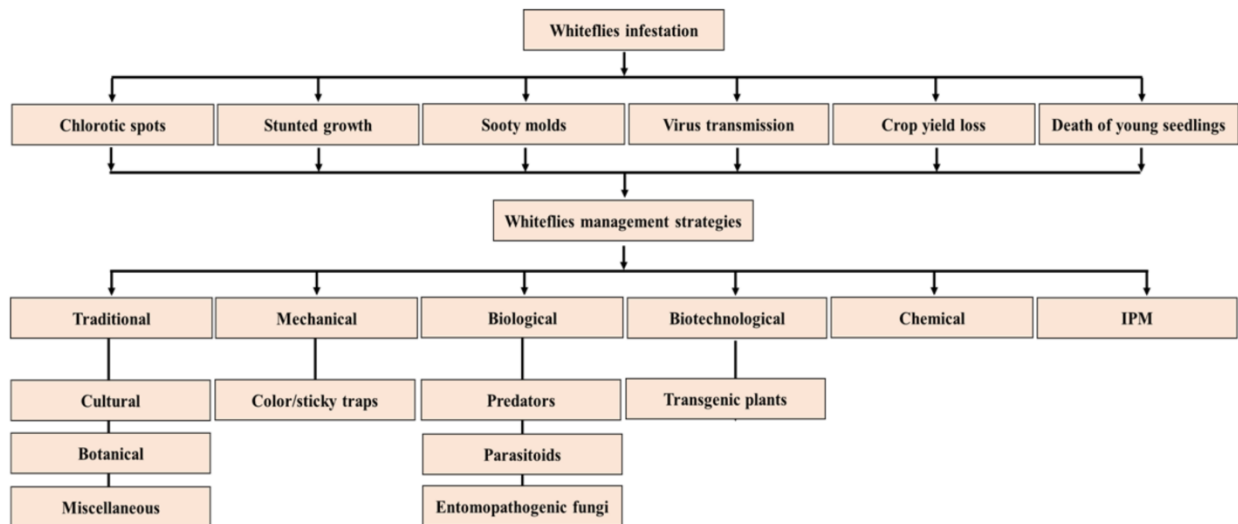 Whiteflies infestation
Chlorotic spots
Stunted growth
Sooty molds
Virus transmission
Crop yield loss
Death of young seedlings
Whiteflies management strategies
Traditional
Mechanical
Biological
Biotechnological
Chemical
IPM
Cultural
Color/sticky traps
Predators
Transgenic plants
Botanical
Parasitoids
Miscellaneous
Entomopathogenic fungi